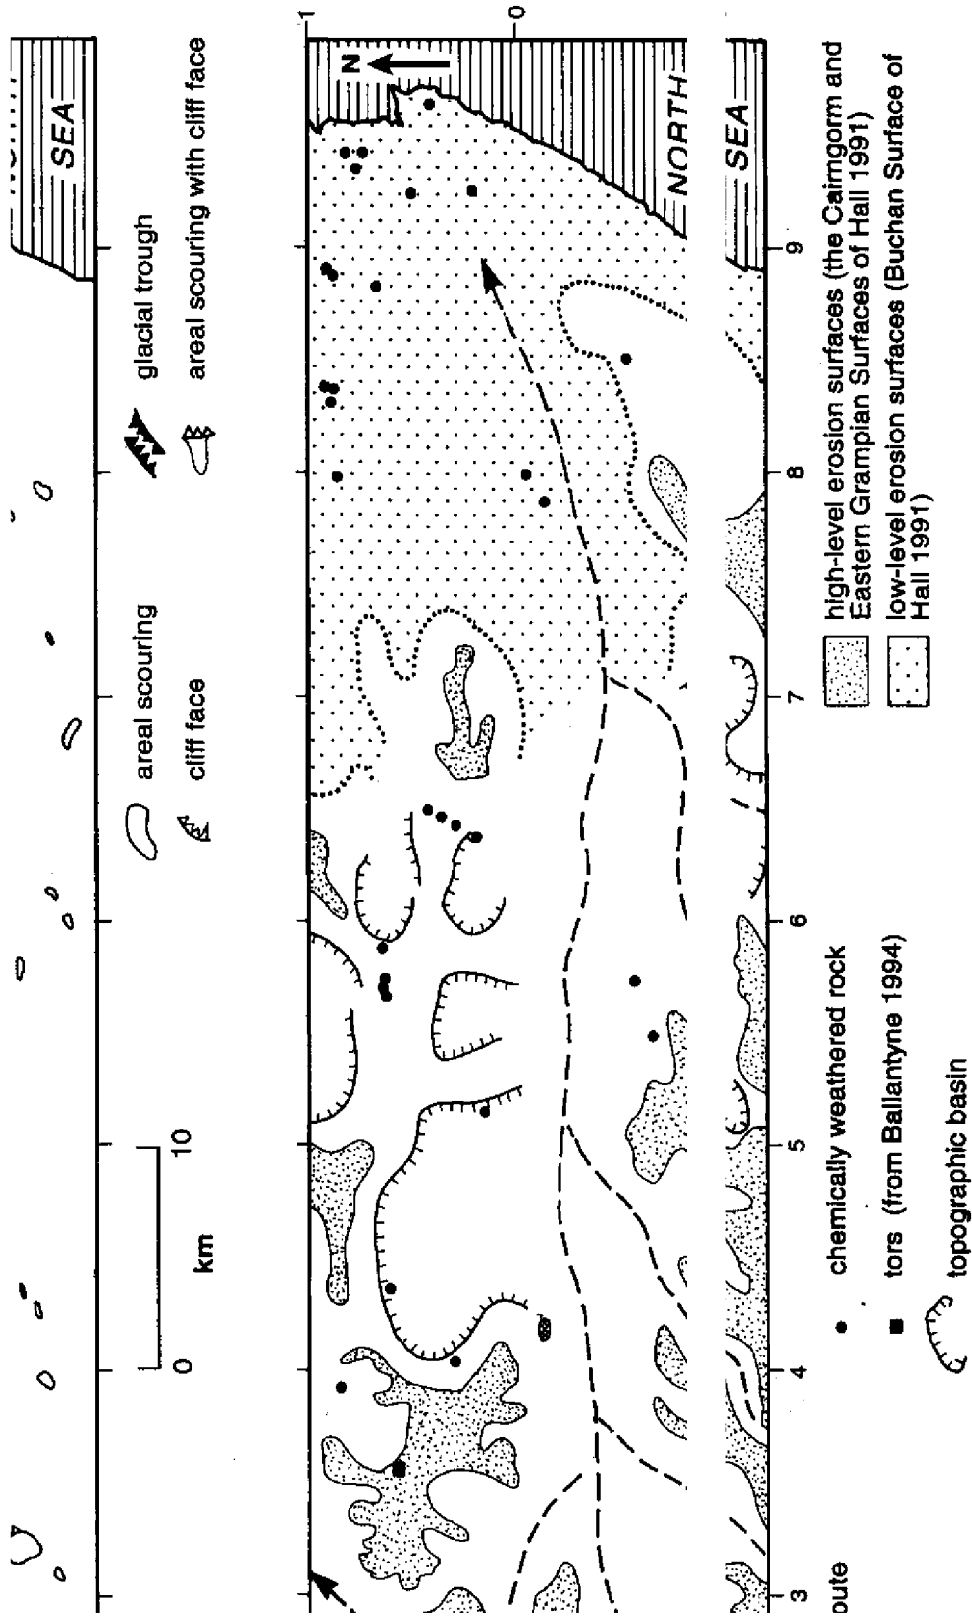 SEA
glacial trough
areal scouring with cliff face
areal scouring
cliff face
0
10
km
1
0
N
NORTH
SEA
9
8
7
6
5
4
3
high-level erosion surfaces (the Cairngorm and
Eastern Grampian Surfaces of Hall 1991)
low-level erosion surfaces (Buchan Surface of
Hall 1991)
chemically weathered rock
tors (from Ballantyne 1994)
topographic basin
oute